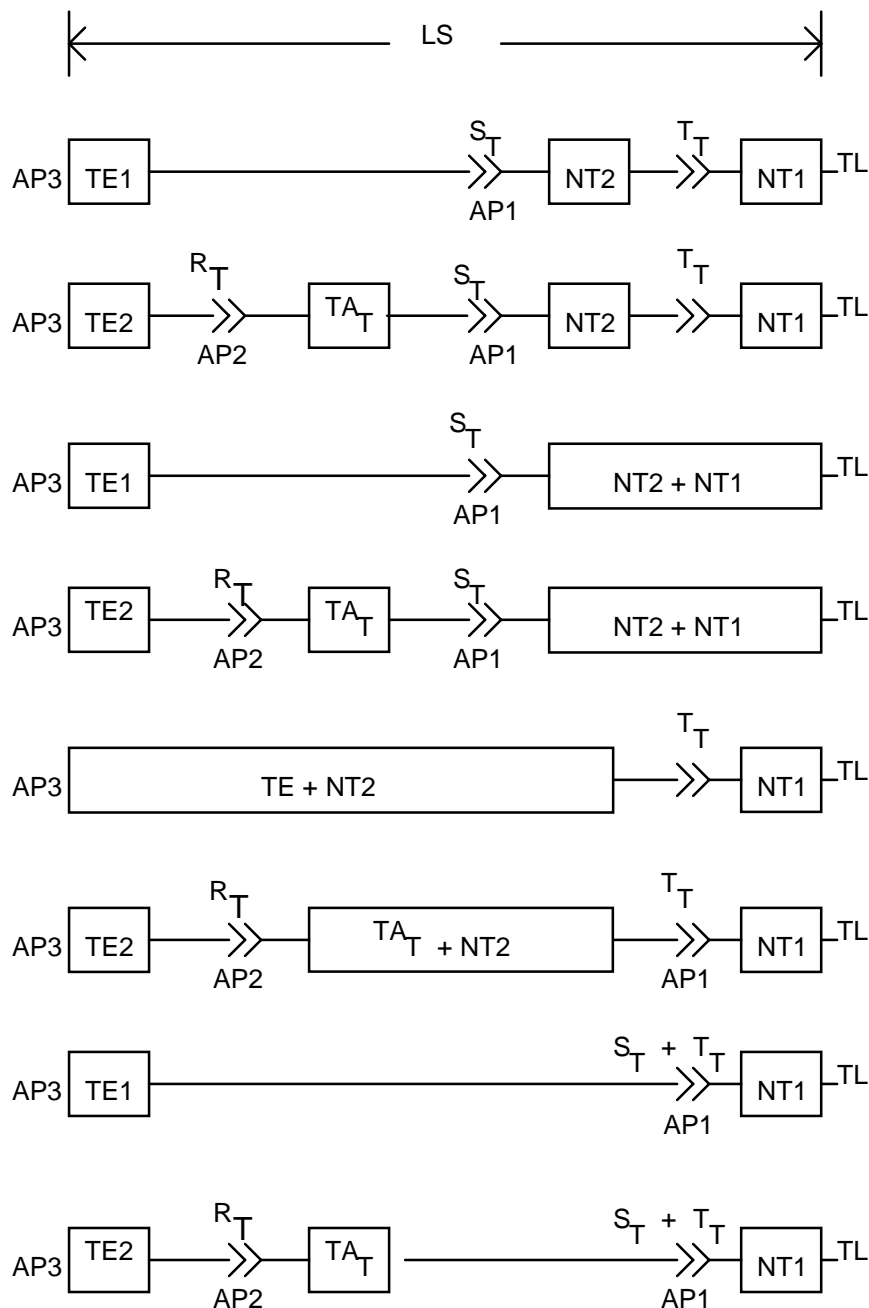 LS
S_T T_T
AP3 TE1 NT2 NT1 TL
AP1
R_T S_T T_T
AP3 TE2 TA_T NT2 NT1 TL
AP2 AP1
S_T
AP3 TE1 NT2 + NT1 TL
AP1
R_T S_T
AP3 TE2 TA_T NT2 + NT1 TL
AP2 AP1
T_T
AP3 TE + NT2 NT1 TL
R_T T_T
AP3 TE2 TA_T + NT2 NT1 TL
AP2 AP1
S_T + T_T
AP3 TE1 NT1 TL
AP1
R_T S_T + T_T
AP3 TE2 TA_T NT1 TL
AP2 AP1